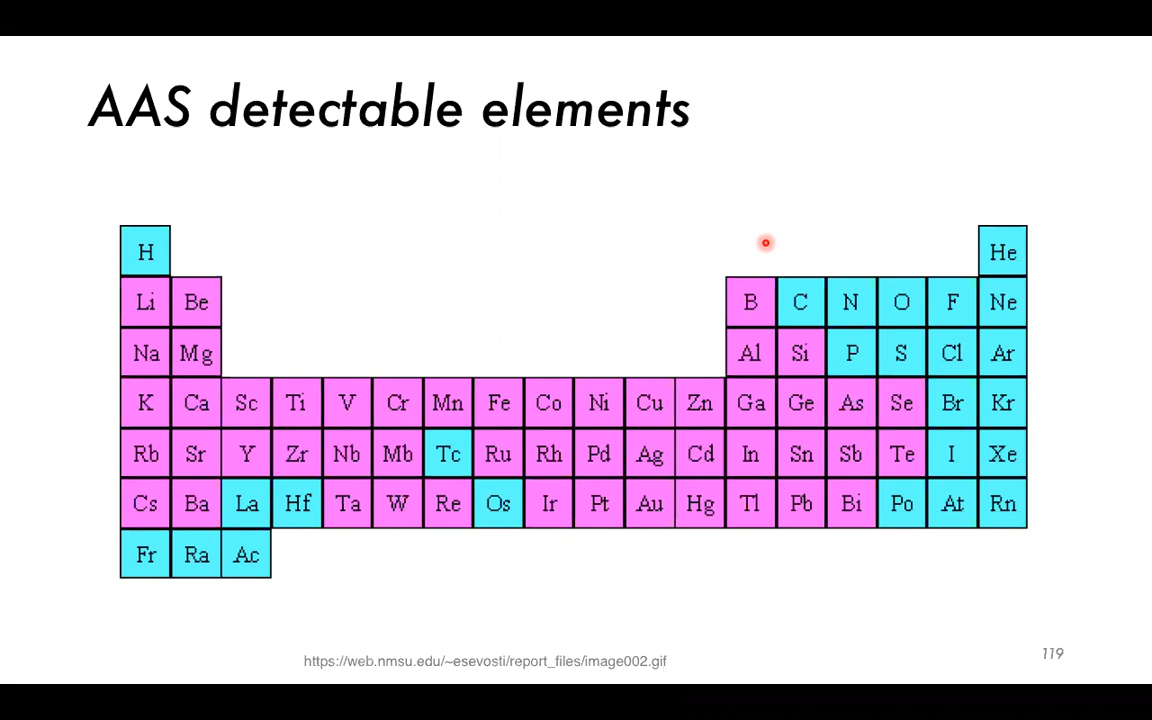 AAS detectable elements
H He
Li Be B C N O F Ne
Na Mg Al Si P S Cl Ar
K Ca Sc Ti V Cr Mn Fe Co Ni Cu Zn Ga Ge As Se Br Kr
Rb Sr Y Zr Nb Mb Tc Ru Rh Pd Ag Cd In Sn Sb Te I Xe
Cs Ba La Hf Ta W Re Os Ir Pt Au Hg Tl Pb Bi Po At Rn
Fr Ra Ac
https://web.nmsu.edu/~esevosti/report_files/image002.gif
119